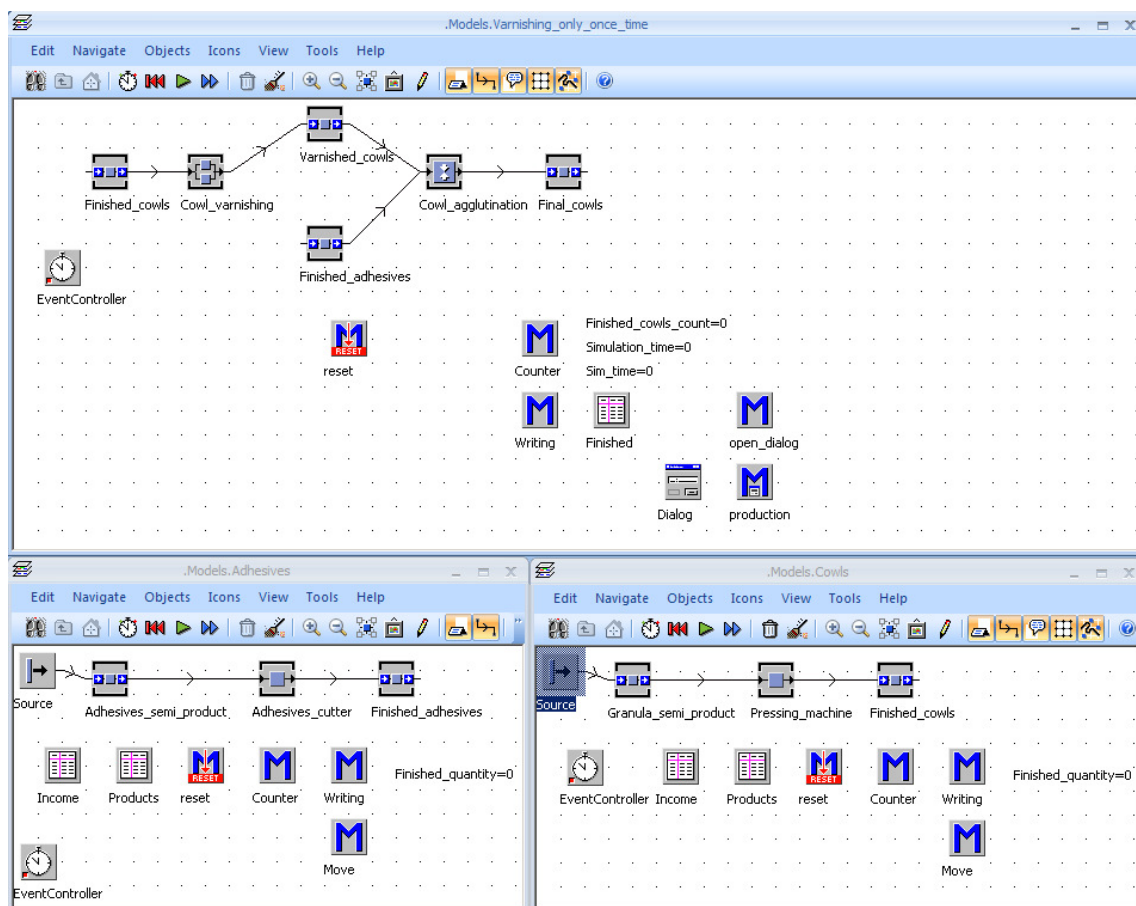 .Models.Varnishing_only_once_time
Edit Navigate Objects Icons View Tools Help
Varnished_cowls
Finished_cowls Cowl_varnishing Cowl_agglutination Final_cowls
Finished_adhesives
EventController
Finished_cowls_count=0
Simulation_time=0
RESET
reset Counter Sim_time=0
Writing Finished open_dialog
Dialog production
.Models.Adhesives
Edit Navigate Objects Icons View Tools Help
Source Adhesives_semi_product Adhesives_cutter Finished_adhesives
Finished_quantity=0
RESET
Income Products reset Counter Writing
Move
EventController
.Models.Cowls
Edit Navigate Objects Icons View Tools Help
Source Granula_semi_product Pressing_machine Finished_cowls
Finished_quantity=0
RESET
EventController Income Products reset Counter Writing
Move